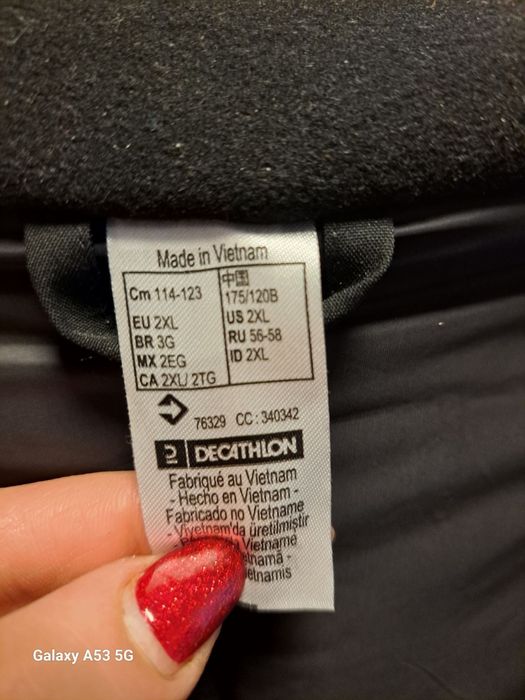 Made in Vietnam
Cm 114-123
EU 2XL
BR 3G
MX 2EG
CA 2XL/ 2TG
中国
175/120B
US 2XL
RU 56-58
ID 2XL
76329 CC : 340342
DECATHLON
Fabriqué au Vietnam
- Hecho en Vietnam -
Fabricado no Vietname
- Vyetnam'da üretilmiştir
Galaxy A53 5G